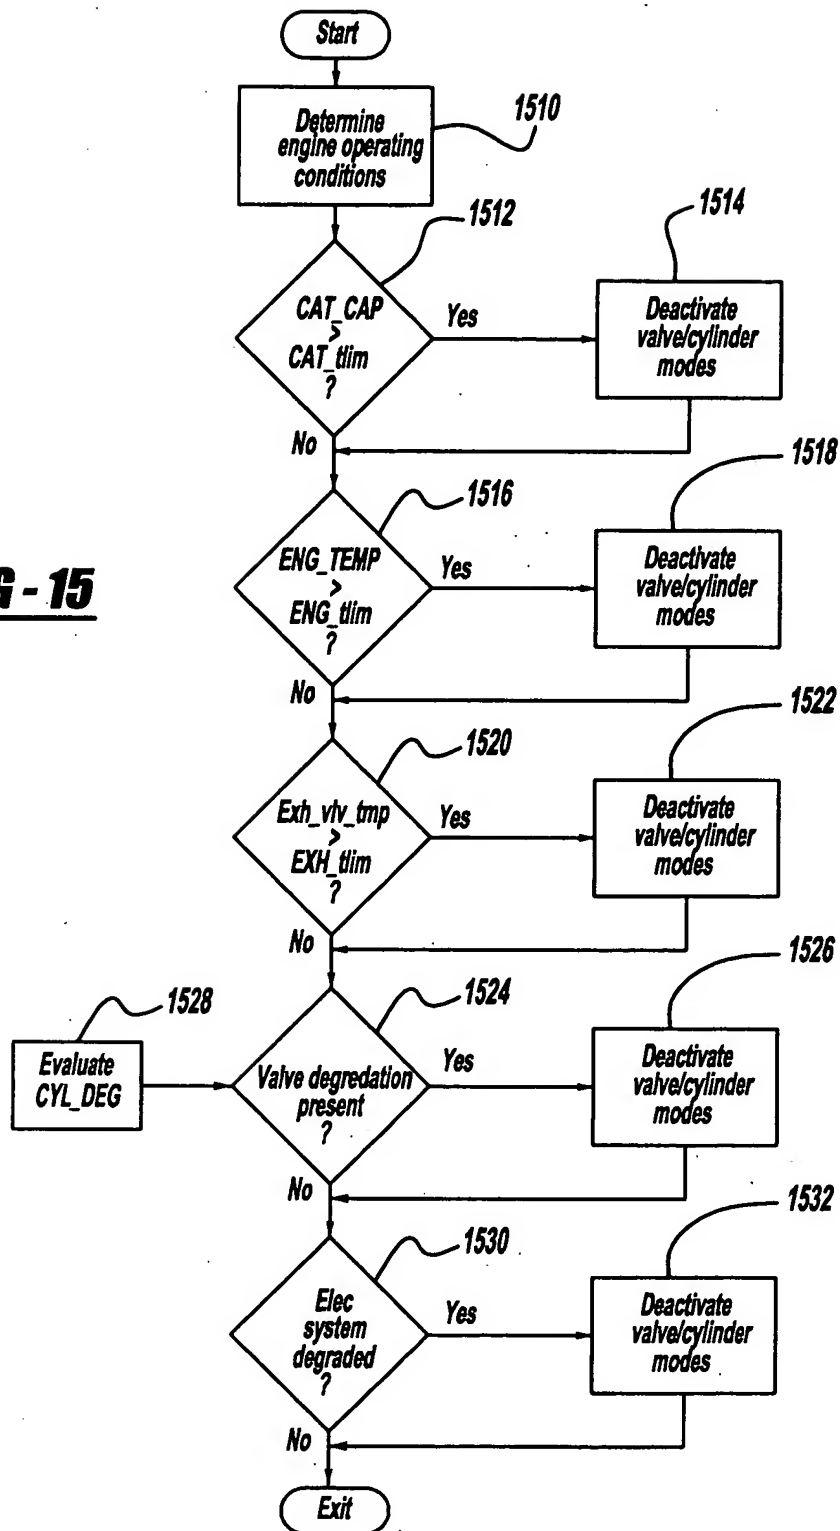 Start
Determine
engine operating
conditions
1510
1512
CAT_CAP
>
CAT_tlim
?
Yes
No
1514
Deactivate
valve/cylinder
modes
1516
ENG_TEMP
>
ENG_tlim
?
Yes
No
1518
Deactivate
valve/cylinder
modes
G - 15
1520
Exh_vlv_tmp
>
EXH_tlim
?
Yes
No
1522
Deactivate
valve/cylinder
modes
1528
Evaluate
CYL_DEG
1524
Valve degredation
present
?
Yes
No
1526
Deactivate
valve/cylinder
modes
1530
Elec
system
degraded
?
Yes
No
1532
Deactivate
valve/cylinder
modes
Exit